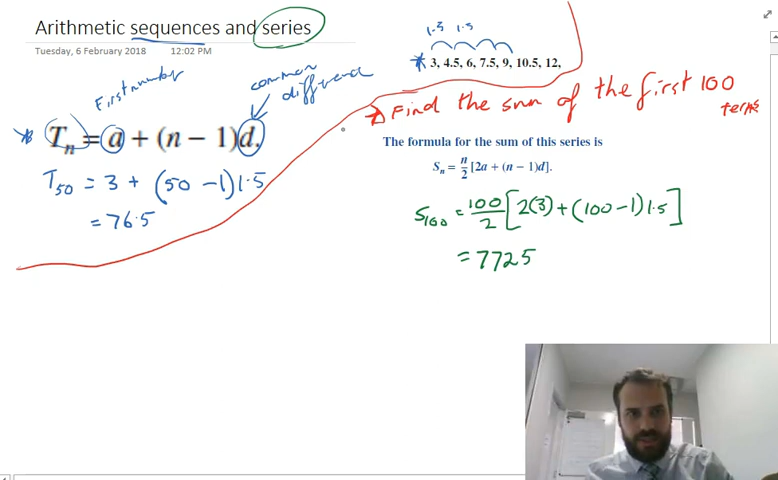 Arithmetic sequences and series
Tuesday, 6 February 2018 12:02 PM
First number
common
difference
Tₙ = a + (n − 1)d.
T₅₀ = 3 + (50 − 1)1.5
= 76.5
1.5 1.5
3, 4.5, 6, 7.5, 9, 10.5, 12,
Find the sum of the first 100
terms
The formula for the sum of this series is
Sₙ = n/2 [2a + (n − 1)d].
S₁₀₀ = 100/2 [2(3) + (100 − 1)1.5]
= 7725